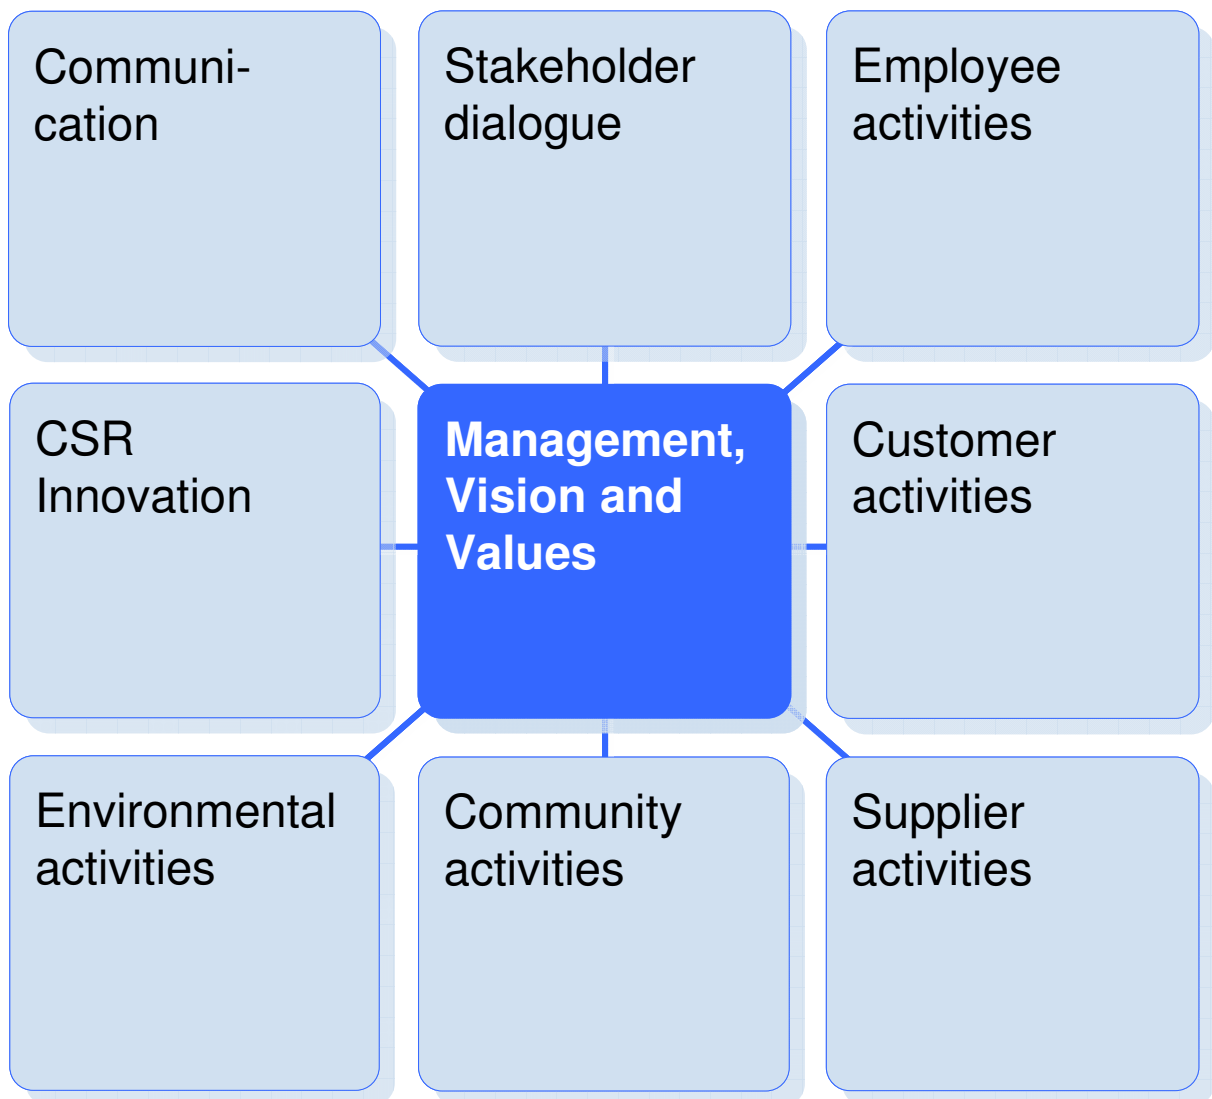 Communi-
cation
Stakeholder
dialogue
Employee
activities
CSR
Innovation
Management,
Vision and
Values
Customer
activities
Environmental
activities
Community
activities
Supplier
activities